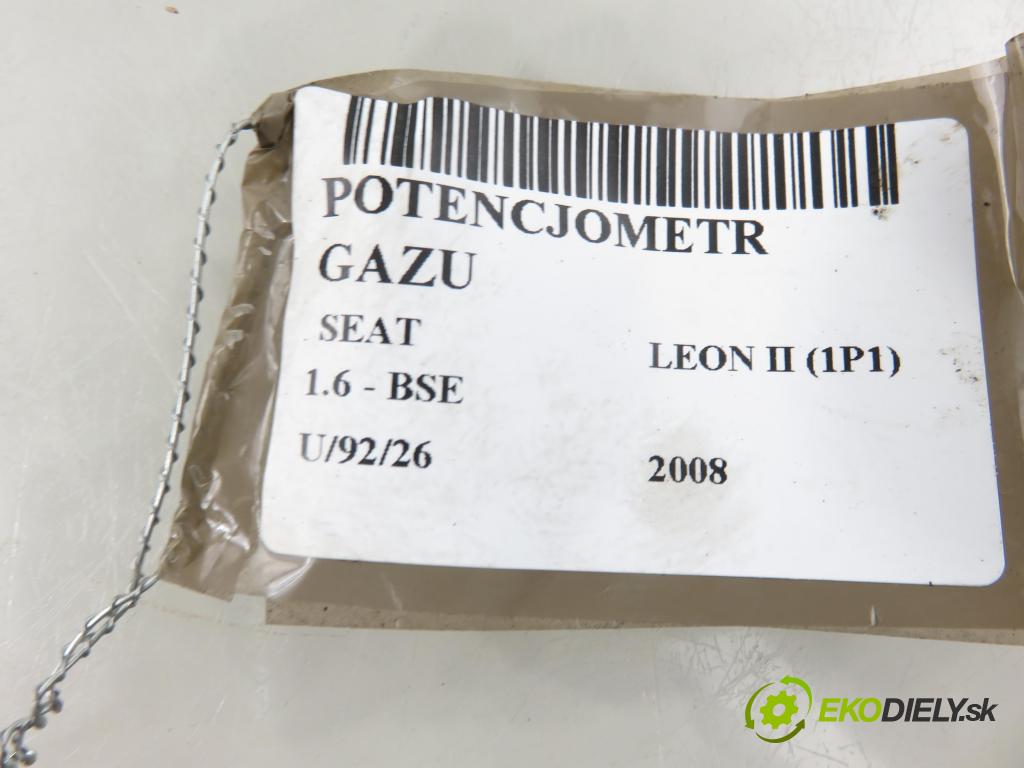 POTENCJOMETR
GAZU
SEAT
LEON II (1P1)
1.6 - BSE
U/92/26
2008
EKODIELY.sk